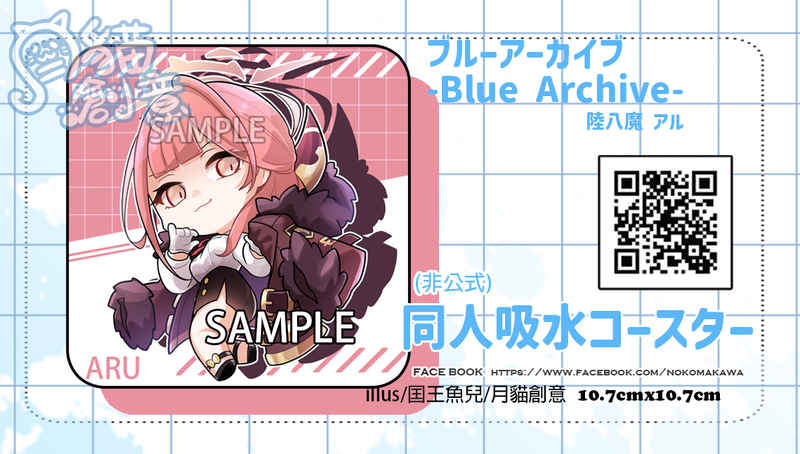 貓
創意
SAMPLE
SAMPLE
ARU
ブルーアーカイブ
-Blue Archive-
陸八魔 アル
(非公式)
同人吸水コースター
FACE BOOK HTTPS://WWW.FACEBOOK.COM/NOKOMAKAWA
illus/国王魚兒/月貓創意 10.7cmx10.7cm